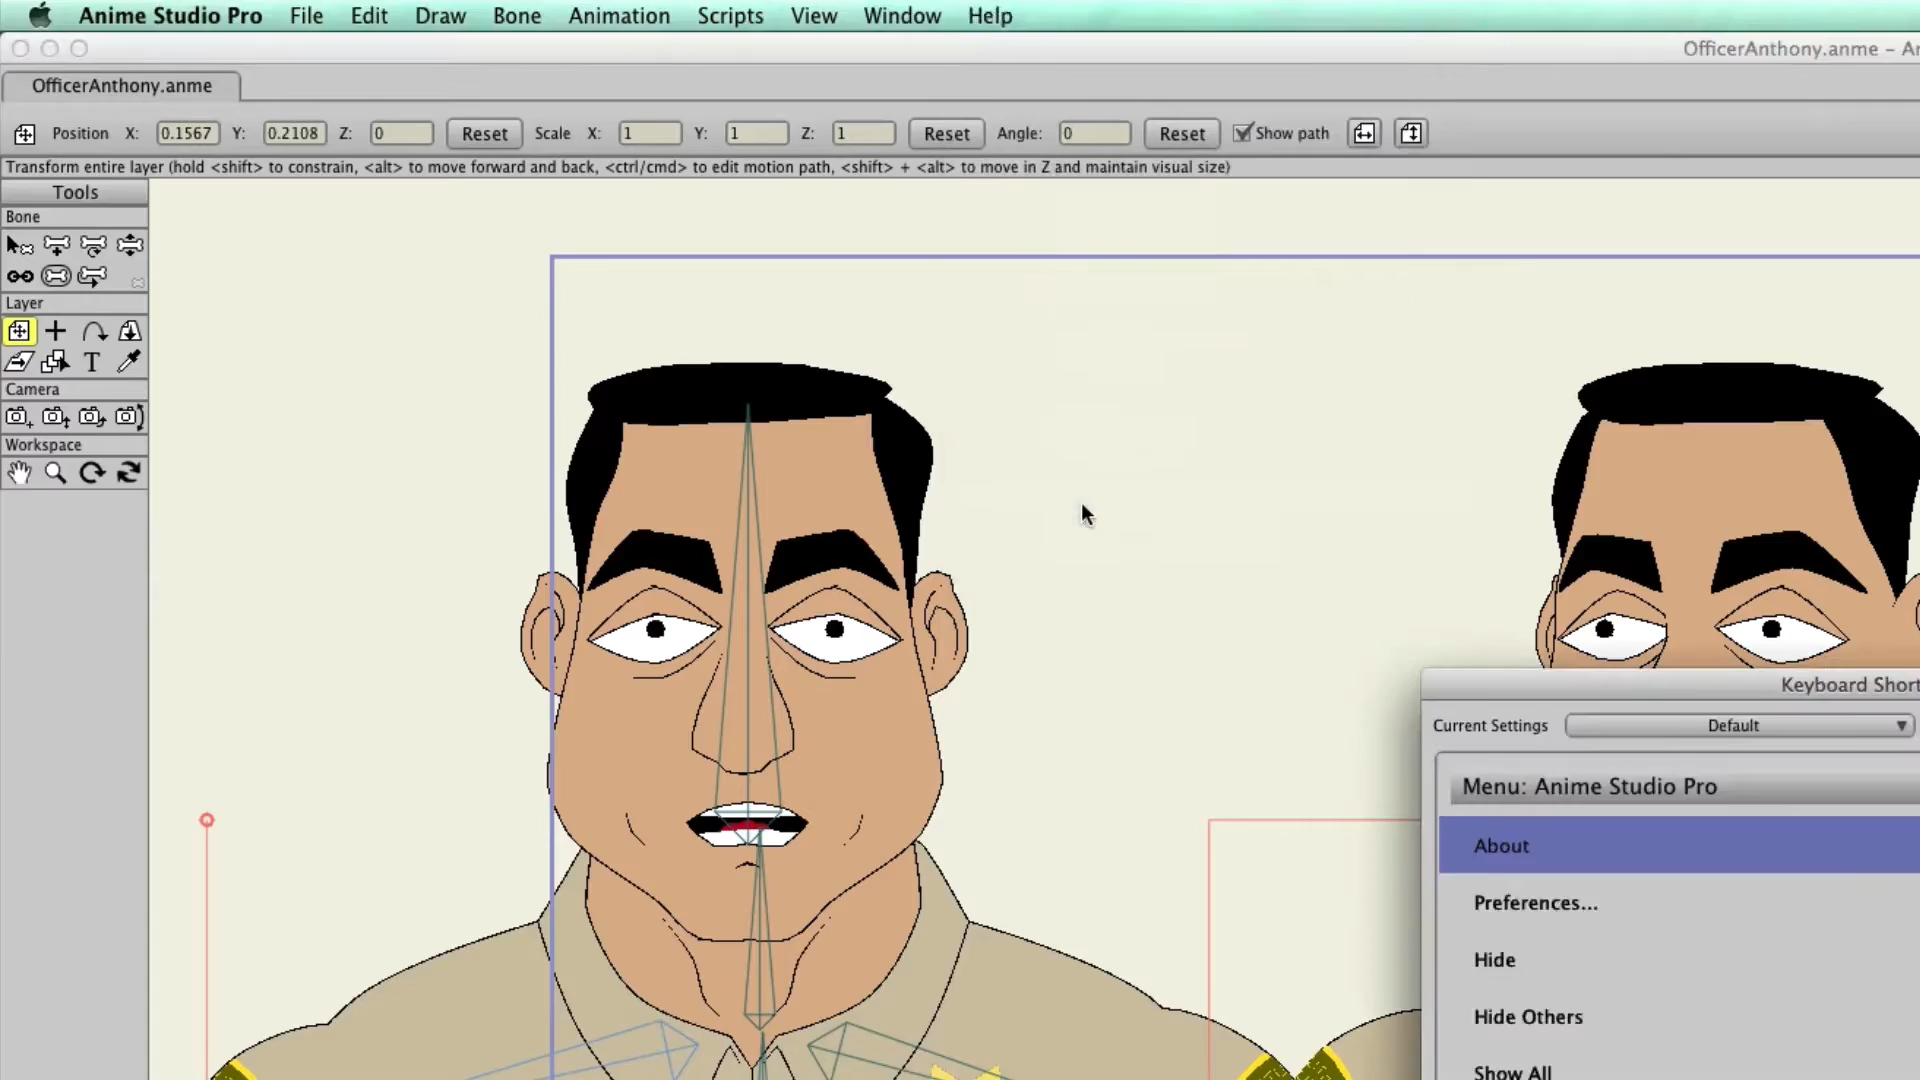 Anime Studio Pro File Edit Draw Bone Animation Scripts View Window Help
OfficerAnthony.anme - A
OfficerAnthony.anme
Position X: 0.1567 Y: 0.2108 Z: 0 Reset Scale X: 1 Y: 1 Z: 1 Reset Angle: 0 Reset Show path
Transform entire layer (hold <shift> to constrain, <alt> to move forward and back, <ctrl/cmd> to edit motion path, <shift> + <alt> to move in Z and maintain visual size)
Tools
Bone
Layer
T
Camera
Workspace
Keyboard Short
Current Settings Default
Menu: Anime Studio Pro
About
Preferences...
Hide
Hide Others
Show All